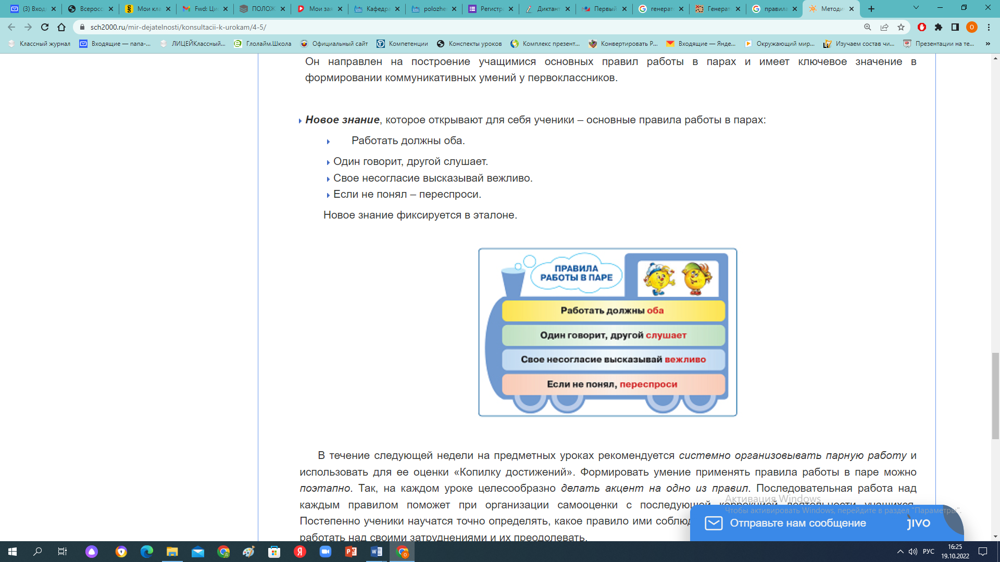 (3) Входя
Всеросс
Мои кла
Fwd: Ци
ПОЛОЖ
Мои зая
Кафедра
polozhe
Регистра
Диктант
Первый
генерат
Генерат
правила
Методи
sch2000.ru/mir-dejatelnosti/konsultacii-k-urokam/4-5/
О
Классный журнал
Входящие — nana-...
ЛИЦЕЙКлассный...
Глолайм.Школа
Официальный сайт
Компетенции
Конспекты уроков
Комплекс презент...
Конвертировать P...
Входящие — Янде...
Окружающий мир...
Изучаем состав чи...
Презентации на те...
»
Он направлен на построение учащимися основных правил работы в парах и имеет ключевое значение в
формировании коммуникативных умений у первоклассников.
Новое знание, которое открывают для себя ученики – основные правила работы в парах:
Работать должны оба.
Один говорит, другой слушает.
Свое несогласие высказывай вежливо.
Если не понял – переспроси.
Новое знание фиксируется в эталоне.
ПРАВИЛА
РАБОТЫ В ПАРЕ
Работать должны оба
Один говорит, другой слушает
Свое несогласие высказывай вежливо
Если не понял, переспроси
В течение следующей недели на предметных уроках рекомендуется системно организовывать парную работу и
использовать для ее оценки «Копилку достижений». Формировать умение применять правила работы в паре можно
поэтапно. Так, на каждом уроке целесообразно делать акцент на одно из правил. Последовательная работа над
каждым правилом поможет при организации самооценки с последующей коррекцией деятельности учащихся.
Постепенно ученики научатся точно определять, какое правило ими соблюд
работать над своими затруднениями и их преодолевать.
Активация Windows
Чтобы активировать Windows, перейдите в раздел "Параметры".
Отправьте нам сообщение
jivo
РУС
16:25
19.10.2022